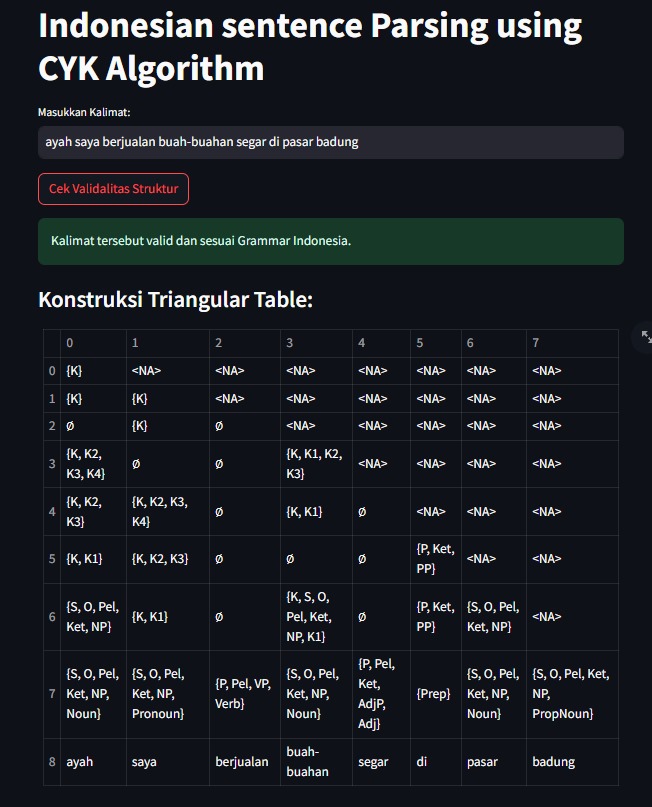 Indonesian sentence Parsing using
CYK Algorithm
Masukkan Kalimat:
ayah saya berjualan buah-buahan segar di pasar badung
Cek Validalitas Struktur
Kalimat tersebut valid dan sesuai Grammar Indonesia.
Konstruksi Triangular Table:
0 1 2 3 4 5 6 7
0 {K} <NA> <NA> <NA> <NA> <NA> <NA> <NA>
1 {K} {K} <NA> <NA> <NA> <NA> <NA> <NA>
2 Ø {K} Ø <NA> <NA> <NA> <NA> <NA>
3 {K, K2, K3, K4} Ø Ø {K, K1, K2, K3} <NA> <NA> <NA> <NA>
4 {K, K2, K3} {K, K2, K3, K4} Ø {K, K1} Ø <NA> <NA> <NA>
5 {K, K1} {K, K2, K3} Ø Ø Ø {P, Ket, PP} <NA> <NA>
6 {S, O, Pel, Ket, NP} {K, K1} Ø {K, S, O, Pel, Ket, NP, K1} Ø {P, Ket, PP} {S, O, Pel, Ket, NP} <NA>
7 {S, O, Pel, Ket, NP, Noun} {S, O, Pel, Ket, NP, Pronoun} {P, Pel, VP, Verb} {S, O, Pel, Ket, NP, Noun} {P, Pel, Ket, AdjP, Adj} {Prep} {S, O, Pel, Ket, NP, Noun} {S, O, Pel, Ket, NP, PropNoun}
8 ayah saya berjualan buah-buahan segar di pasar badung